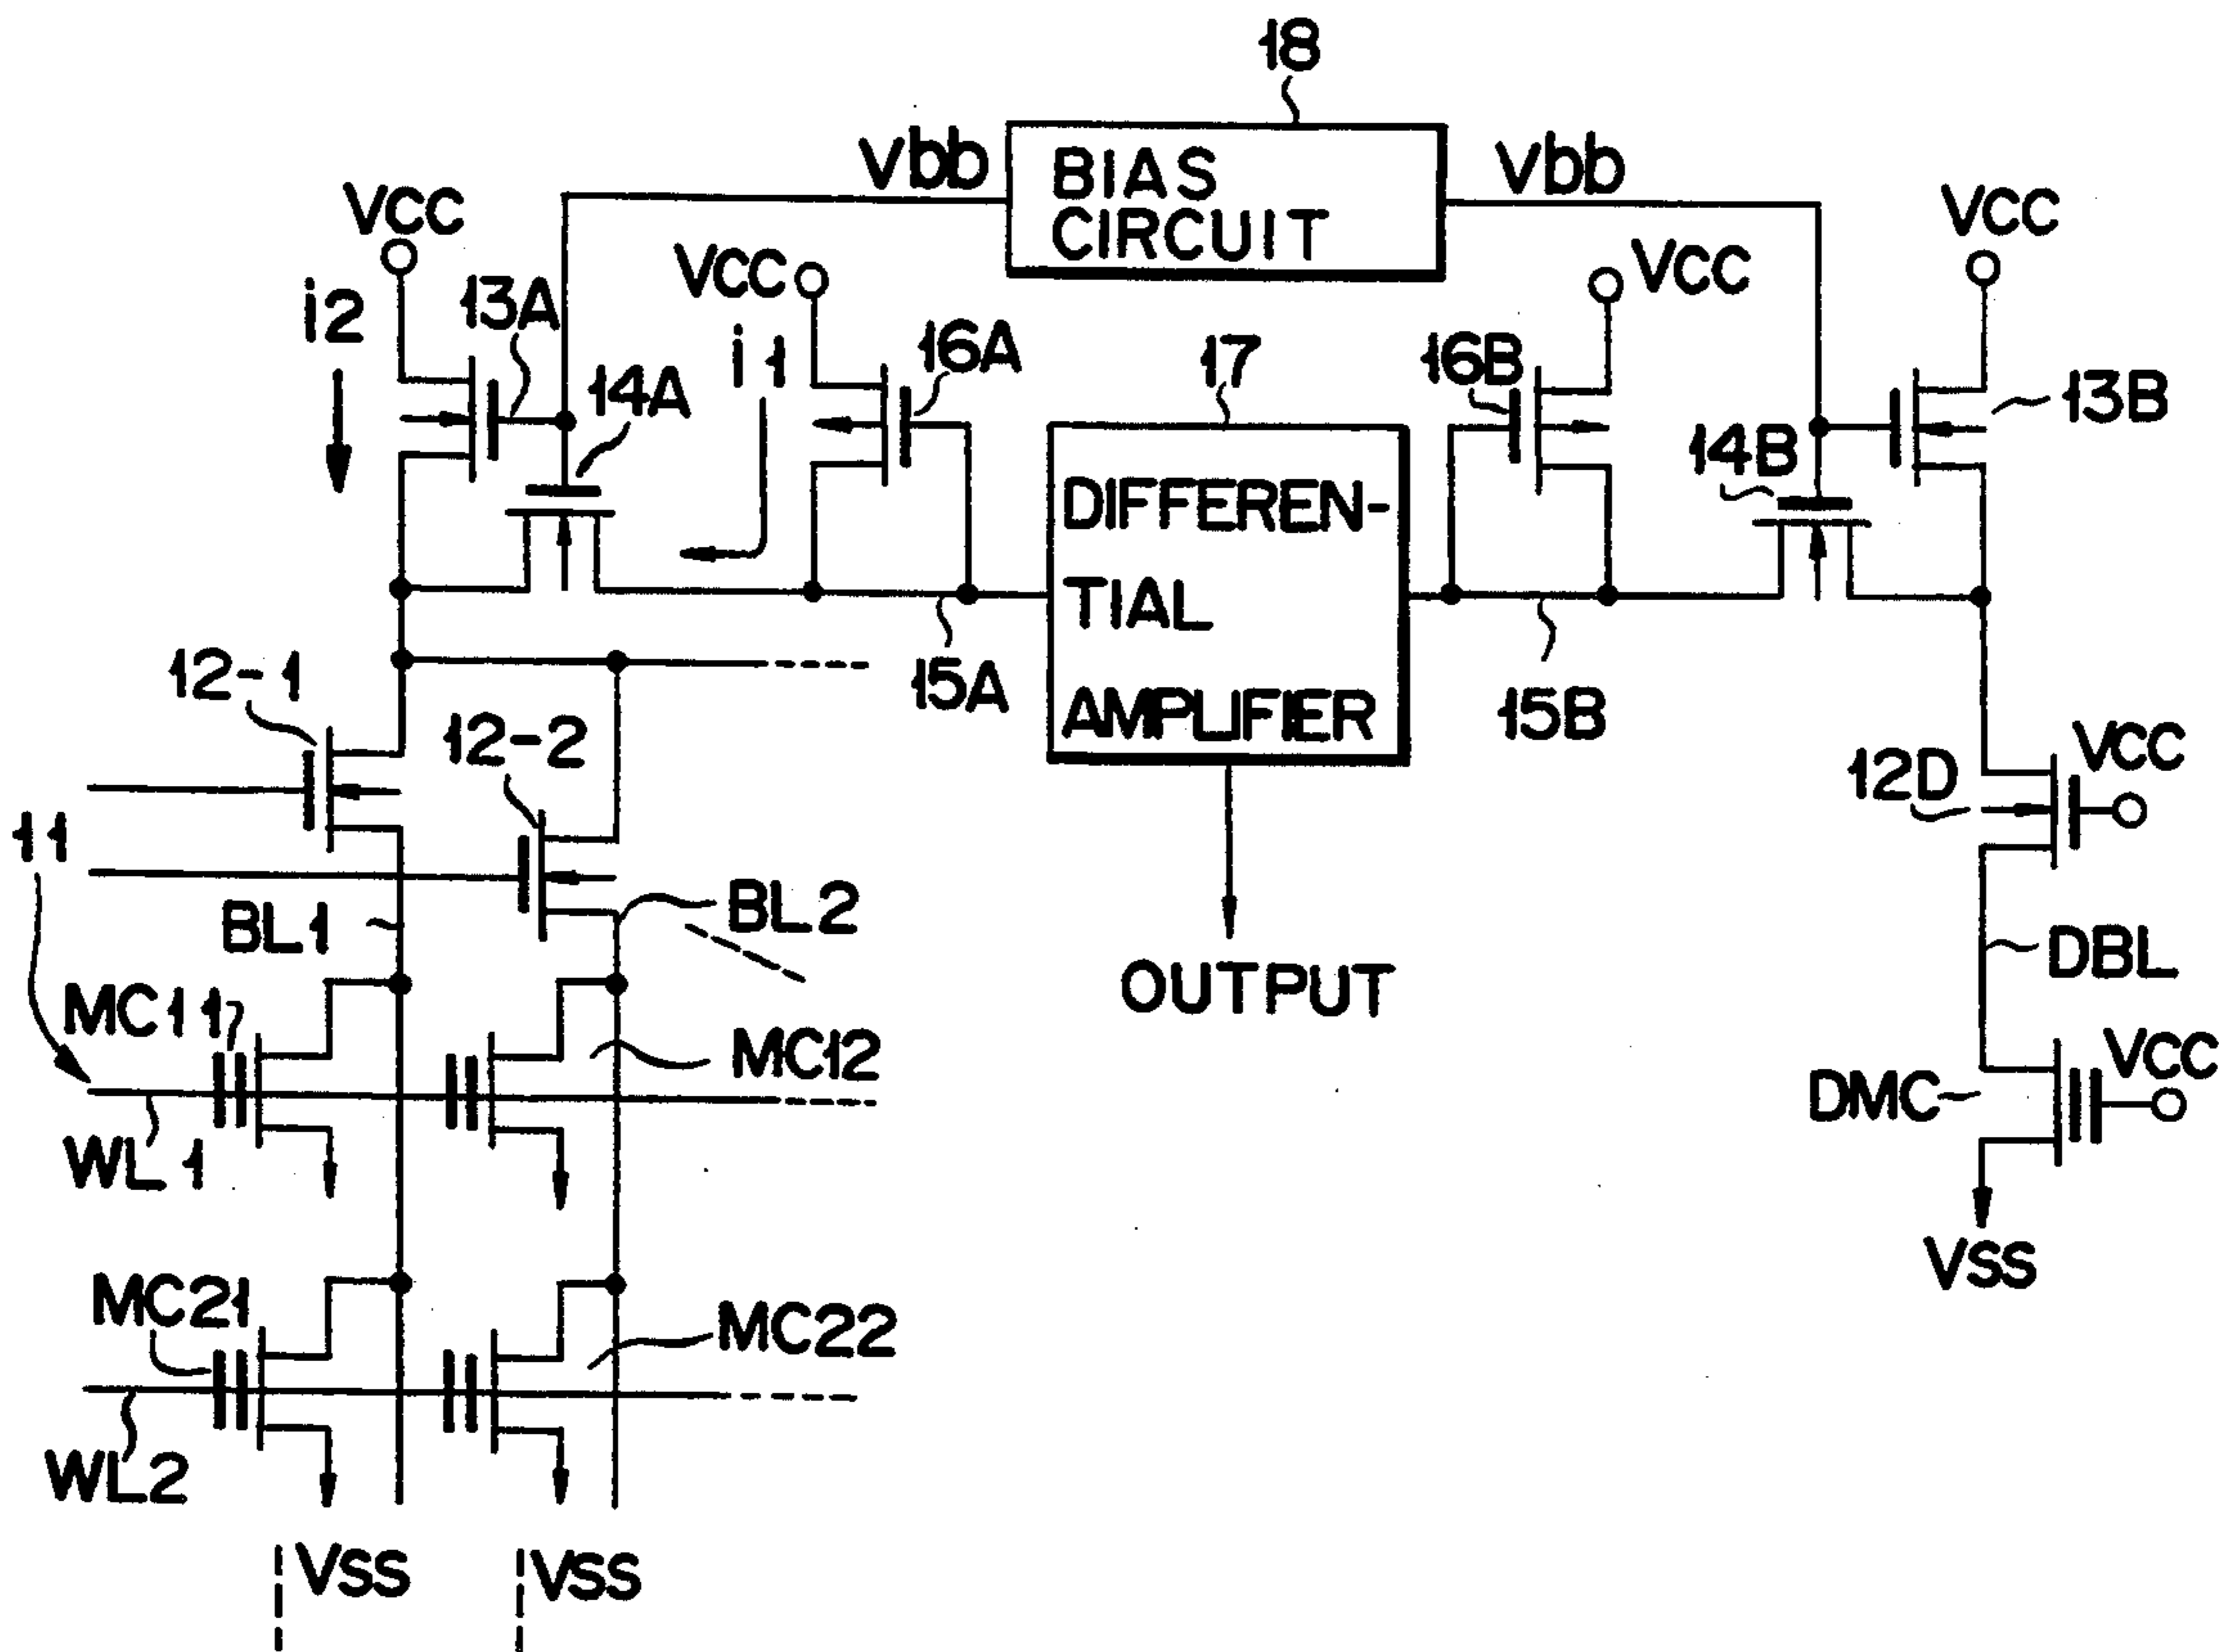 18
Vbb
BIAS
CIRCUIT
Vbb
VCC
VCC
VCC
VCC
i2
13A
14A
i1
16A
17
16B
14B
13B
DIFFEREN-
TIAL
AMPLIFIER
12-1
12-2
15A
15B
12D
VCC
11
BL1
BL2
OUTPUT
DBL
MC11
MC12
DMC
VCC
WL1
VSS
MC21
MC22
WL2
VSS
VSS